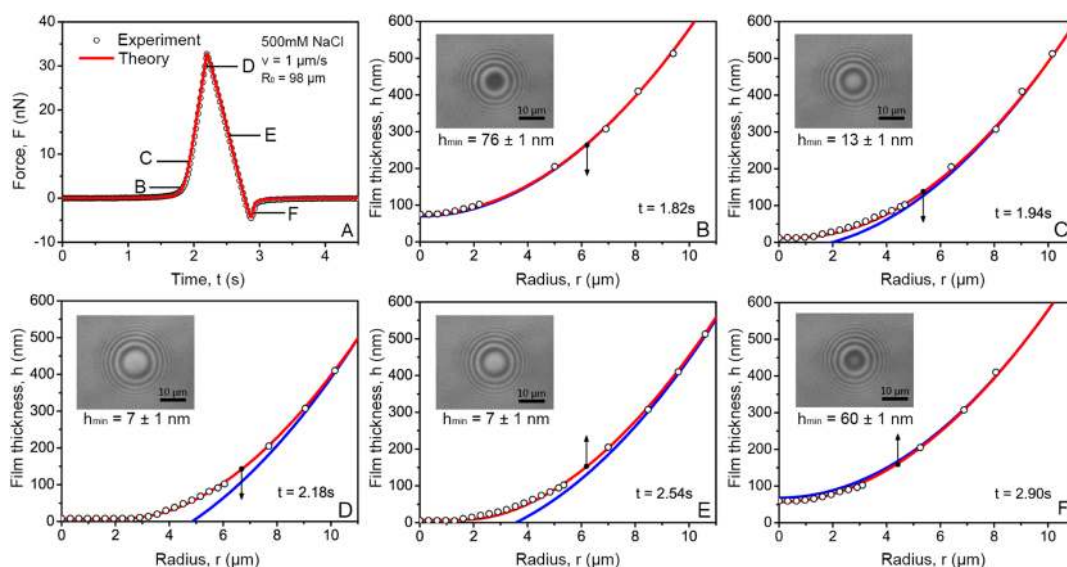 40
30
20
10
0
-10
Force, F (nN)
Experiment
Theory
500mM NaCl
v = 1 µm/s
R₀ = 98 µm
B
C
D
E
F
A
0 1 2 3 4
Time, t (s)
600
500
400
300
200
100
0
Film thickness, h (nm)
10 µm
hmin = 76 ± 1 nm
t = 1.82s
B
0 2 4 6 8 10
Radius, r (µm)
600
500
400
300
200
100
0
Film thickness, h (nm)
10 µm
hmin = 13 ± 1 nm
t = 1.94s
C
0 2 4 6 8 10
Radius, r (µm)
600
500
400
300
200
100
0
Film thickness, h (nm)
10 µm
hmin = 7 ± 1 nm
t = 2.18s
D
0 2 4 6 8 10
Radius, r (µm)
600
500
400
300
200
100
0
Film thickness, h (nm)
10 µm
hmin = 7 ± 1 nm
t = 2.54s
E
0 2 4 6 8 10
Radius, r (µm)
600
500
400
300
200
100
0
Film thickness, h (nm)
10 µm
hmin = 60 ± 1 nm
t = 2.90s
F
0 2 4 6 8 10
Radius, r (µm)